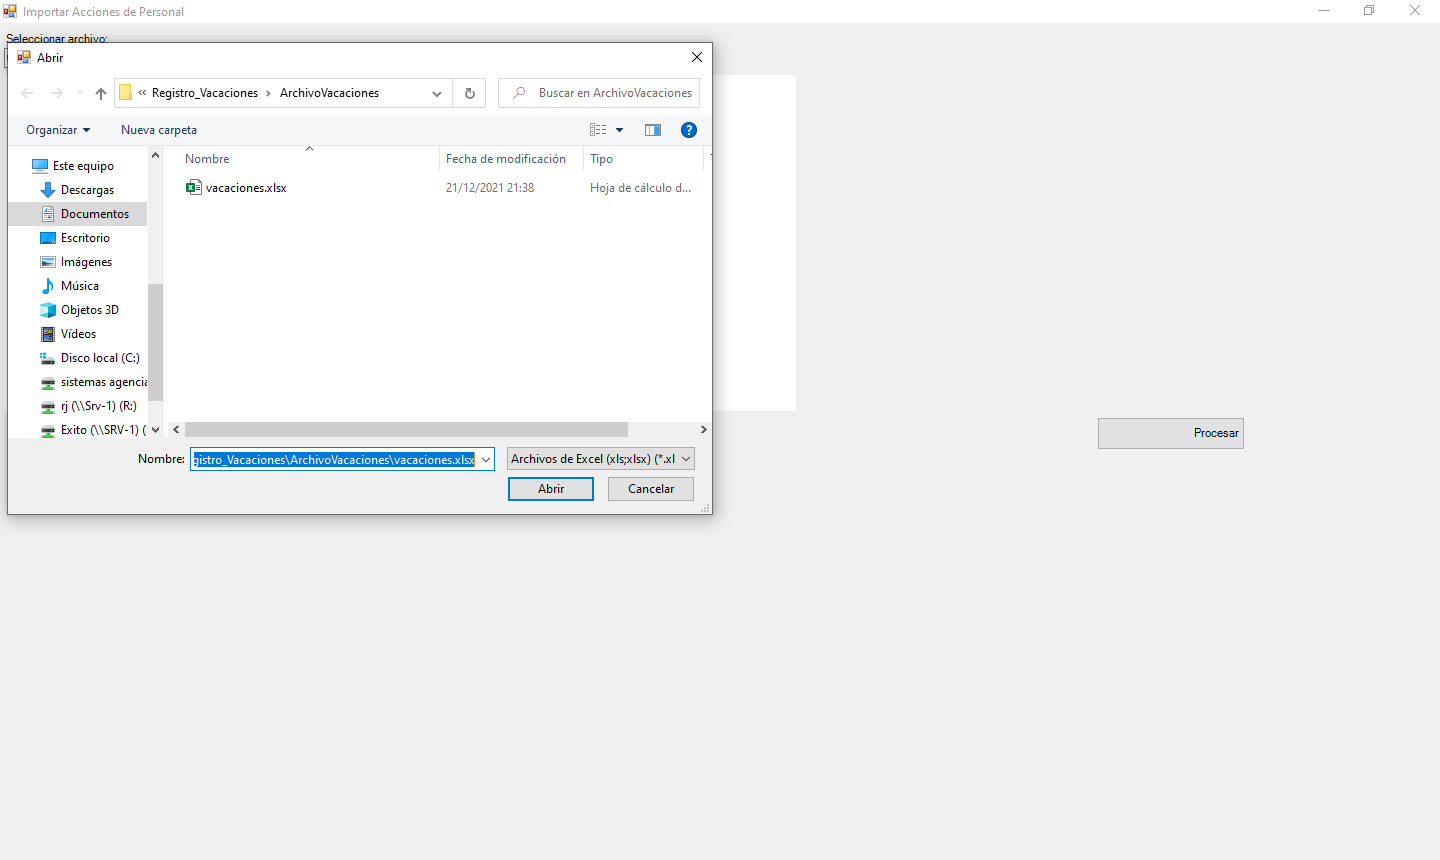 Importar Acciones de Personal
Seleccionar archivo:
Abrir
« Registro_Vacaciones › ArchivoVacaciones
Buscar en ArchivoVacaciones
Organizar
Nueva carpeta
Nombre
Fecha de modificación
Tipo
vacaciones.xlsx
21/12/2021 21:38
Hoja de cálculo d...
Este equipo
Descargas
Documentos
Escritorio
Imágenes
Música
Objetos 3D
Vídeos
Disco local (C:)
sistemas agencia
rj (\\Srv-1) (R:)
Exito (\\SRV-1) (
Procesar
Nombre:
gistro_Vacaciones\ArchivoVacaciones\vacaciones.xlsx
Archivos de Excel (xls;xlsx) (*.xl
Abrir
Cancelar